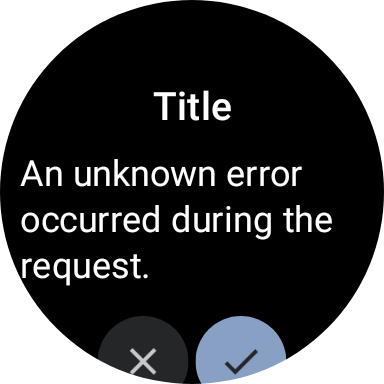 Title
An unknown error
occurred during the
request.